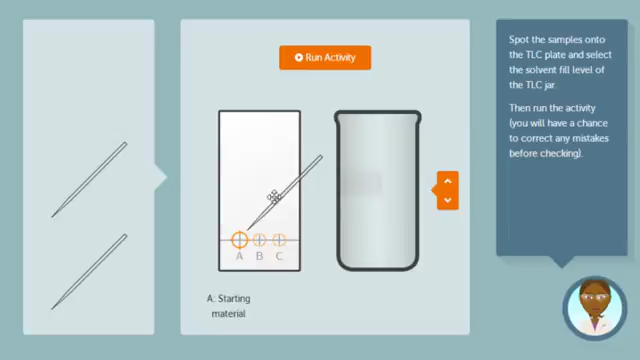 Run Activity
Spot the samples onto
the TLC plate and select
the solvent fill level of
the TLC jar.
Then run the activity
(you will have a chance
to correct any mistakes
before checking).
A B C
A: Starting
material